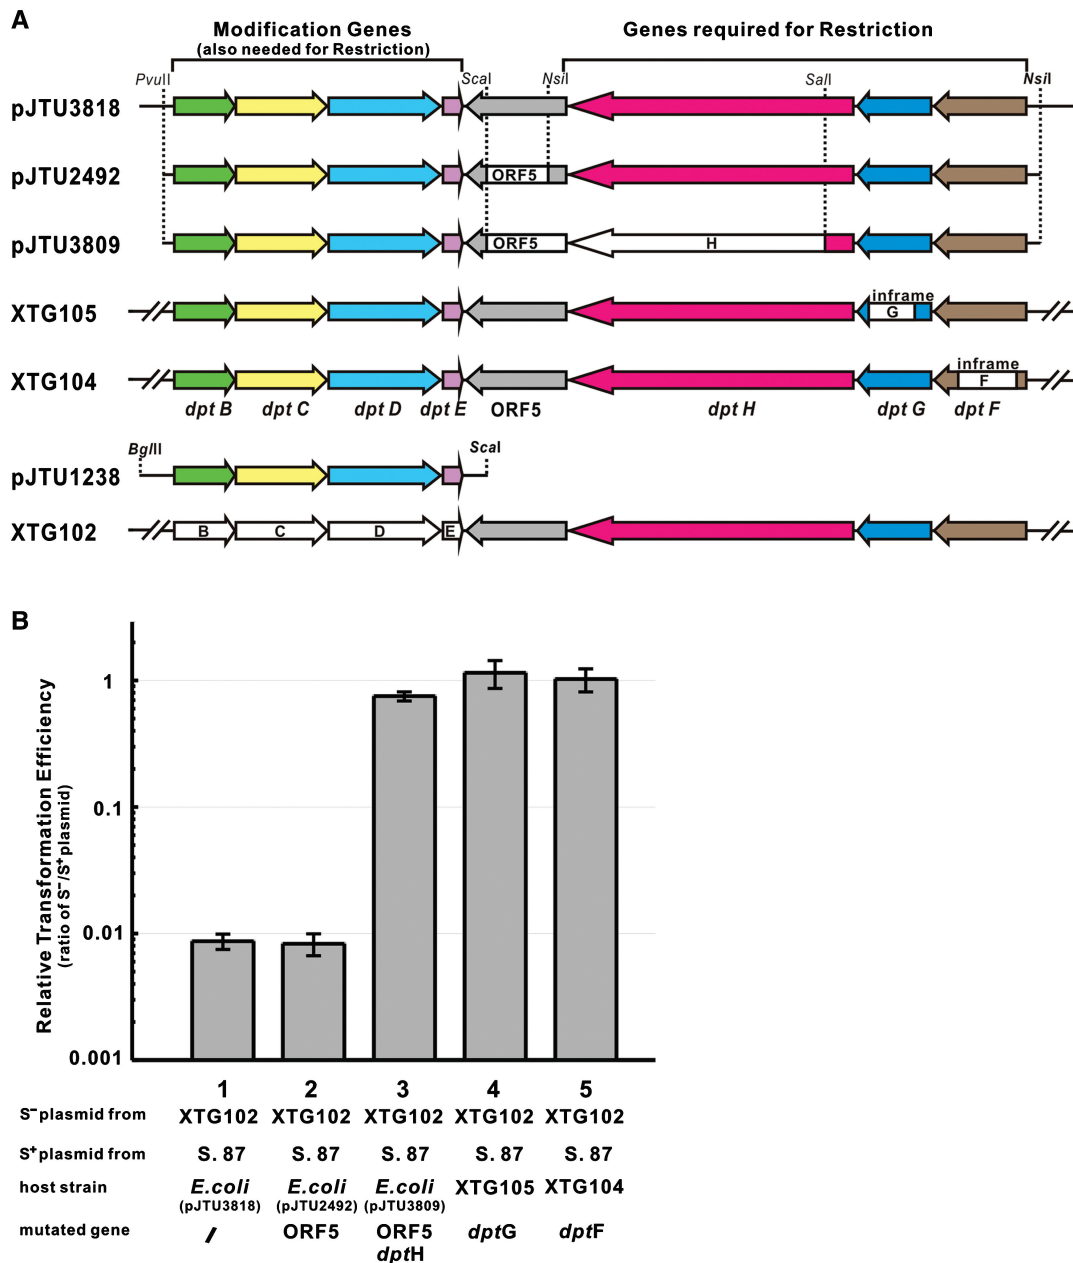 A
Modification Genes
(also needed for Restriction)
Genes required for Restriction
PvuII
ScaI
NsiI
SalI
NsiI
pJTU3818
pJTU2492
ORF5
pJTU3809
ORF5
H
XTG105
inframe
G
XTG104
inframe
F
dpt B
dpt C
dpt D
dpt E
ORF5
dpt H
dpt G
dpt F
BglII
ScaI
pJTU1238
XTG102
B
C
D
E
B
Relative Transformation Efficiency
(ratio of S⁻/S⁺plasmid)
1
0.1
0.01
0.001
1 2 3 4 5
S⁻plasmid from XTG102 XTG102 XTG102 XTG102 XTG102
S⁺plasmid from S. 87 S. 87 S. 87 S. 87 S. 87
host strain E.coli E.coli E.coli XTG105 XTG104
(pJTU3818) (pJTU2492) (pJTU3809)
mutated gene / ORF5 ORF5 dptG dptF
dptH